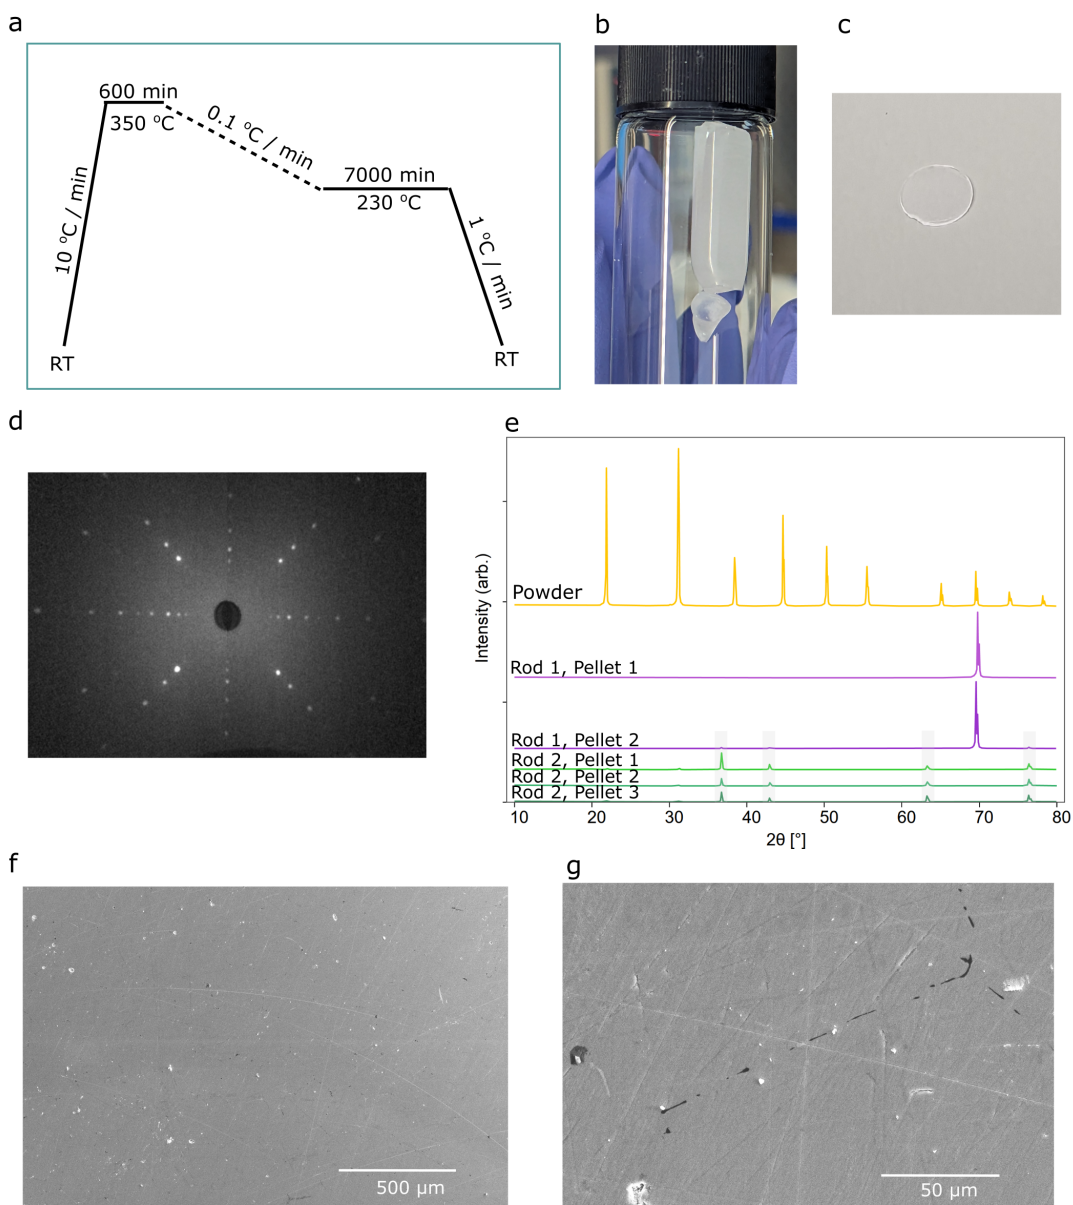 a
600 min
350 °C
10 °C / min
0.1 °C / min
7000 min
230 °C
1 °C / min
RT
RT
b
c
d
e
Intensity (arb.)
Powder
Rod 1, Pellet 1
Rod 1, Pellet 2
Rod 2, Pellet 1
Rod 2, Pellet 2
Rod 2, Pellet 3
10 20 30 40 50 60 70 80
2θ [°]
f
500 µm
g
50 µm